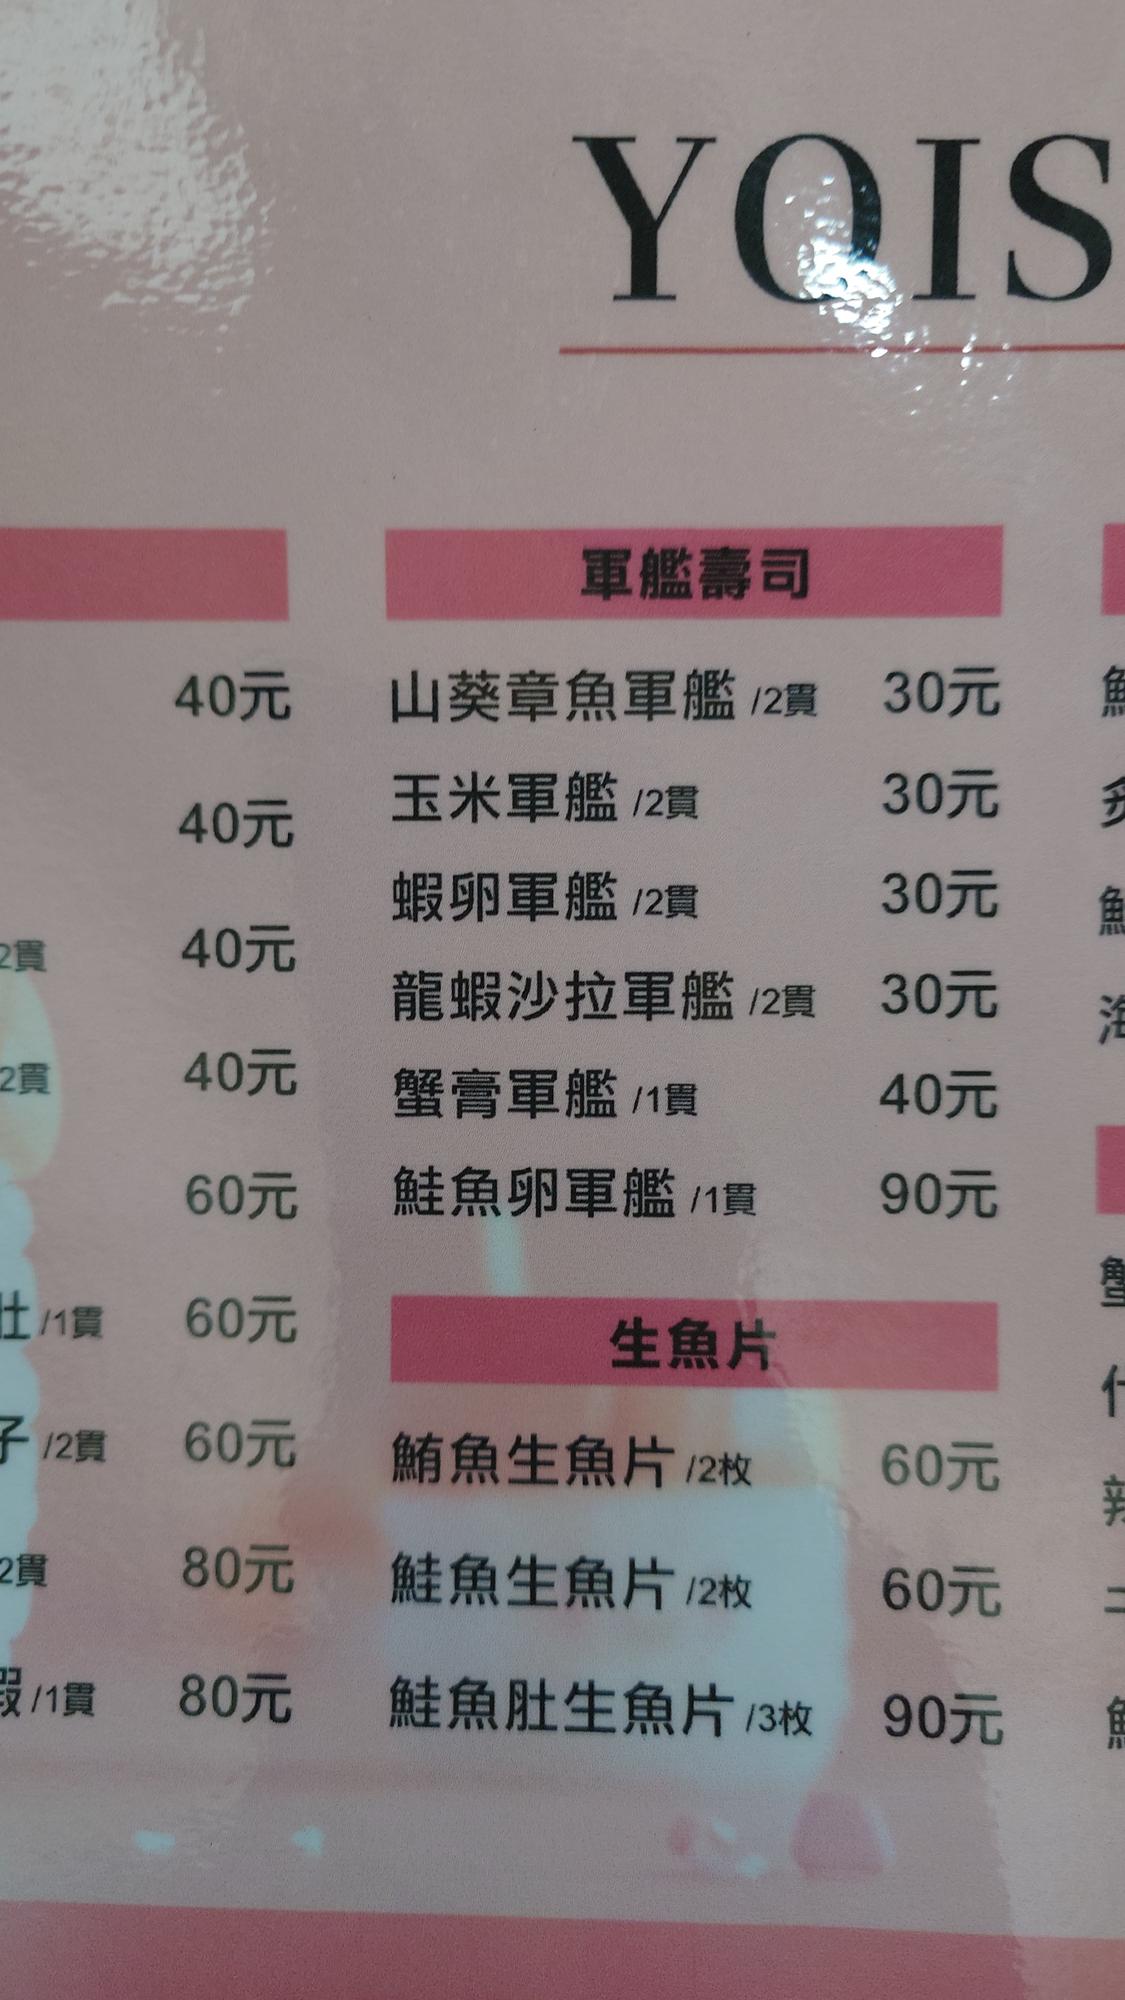 YOIS
軍艦壽司
山葵章魚軍艦 /2貫 30元
玉米軍艦 /2貫 30元
蝦卵軍艦 /2貫 30元
龍蝦沙拉軍艦 /2貫 30元
蟹膏軍艦 /1貫 40元
鮭魚卵軍艦 /1貫 90元
生魚片
鮪魚生魚片 /2枚 60元
鮭魚生魚片 /2枚 60元
鮭魚肚生魚片 /3枚 90元
40元
40元
2貫 40元
2貫 40元
60元
肚 /1貫 60元
子 /2貫 60元
2貫 80元
蝦 /1貫 80元